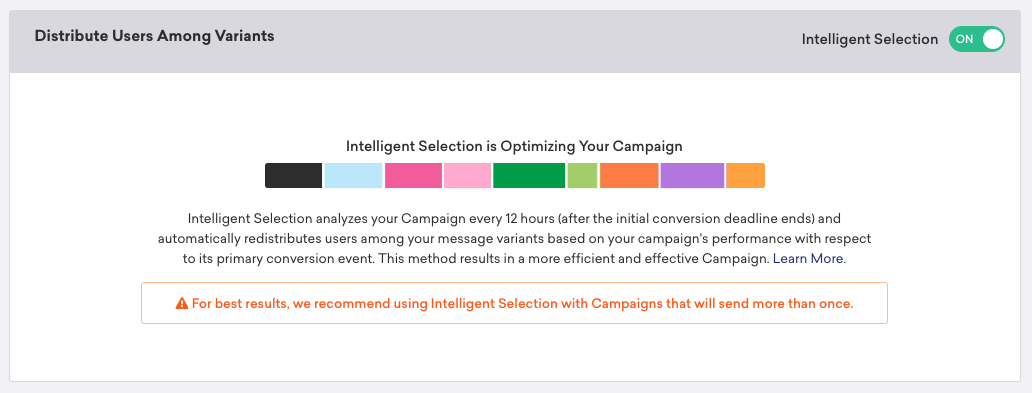 Distribute Users Among Variants
Intelligent Selection ON
Intelligent Selection is Optimizing Your Campaign
Intelligent Selection analyzes your Campaign every 12 hours (after the initial conversion deadline ends) and
automatically redistributes users among your message variants based on your campaign's performance with respect
to its primary conversion event. This method results in a more efficient and effective Campaign. Learn More.
For best results, we recommend using Intelligent Selection with Campaigns that will send more than once.